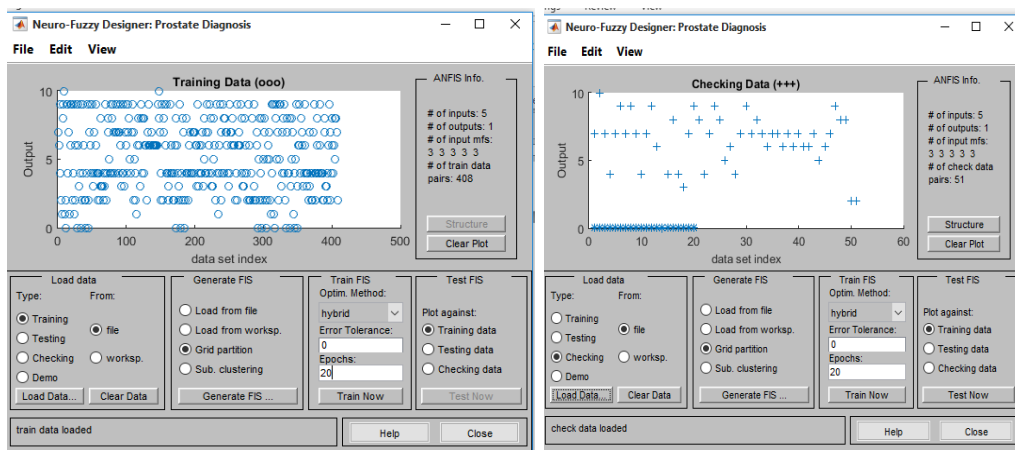 Neuro-Fuzzy Designer: Prostate Diagnosis
File Edit View
Training Data (ooo)
10
5
0
Output
0 100 200 300 400 500
data set index
ANFIS Info.
# of inputs: 5
# of outputs: 1
# of input mfs:
3 3 3 3 3
# of train data
pairs: 408
Structure
Clear Plot
Load data
Type: From:
Training
Testing
Checking
Demo
file
worksp.
Load Data... Clear Data
Generate FIS
Load from file
Load from worksp.
Grid partition
Sub. clustering
Generate FIS ...
Train FIS
Optim. Method:
hybrid
Error Tolerance:
0
Epochs:
20
Train Now
Test FIS
Plot against:
Training data
Testing data
Checking data
Test Now
train data loaded
Help Close
View
Neuro-Fuzzy Designer: Prostate Diagnosis
File Edit View
Checking Data (+++)
10
5
0
Output
0 10 20 30 40 50 60
data set index
ANFIS Info.
# of inputs: 5
# of outputs: 1
# of input mfs:
3 3 3 3 3
# of check data
pairs: 51
Structure
Clear Plot
Load data
Type: From:
Training
Testing
Checking
Demo
file
worksp.
Load Data... Clear Data
Generate FIS
Load from file
Load from worksp.
Grid partition
Sub. clustering
Generate FIS ...
Train FIS
Optim. Method:
hybrid
Error Tolerance:
0
Epochs:
20
Train Now
Test FIS
Plot against:
Training data
Testing data
Checking data
Test Now
check data loaded
Help Close